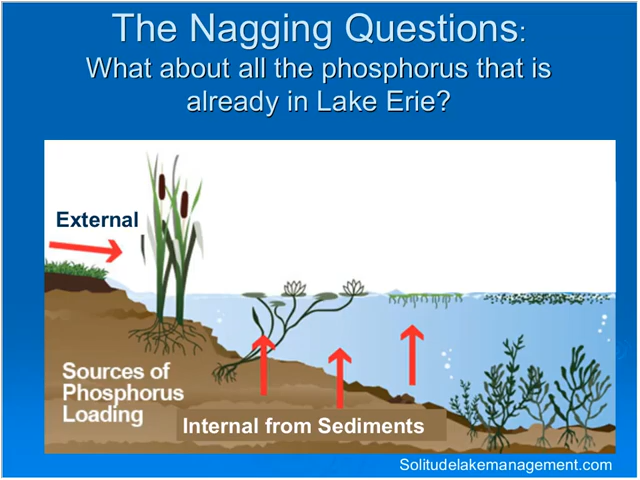 The Nagging Questions:
What about all the phosphorus that is
already in Lake Erie?
External
Sources of
Phosphorus
Loading
Internal from Sediments
Solitudelakemanagement.com